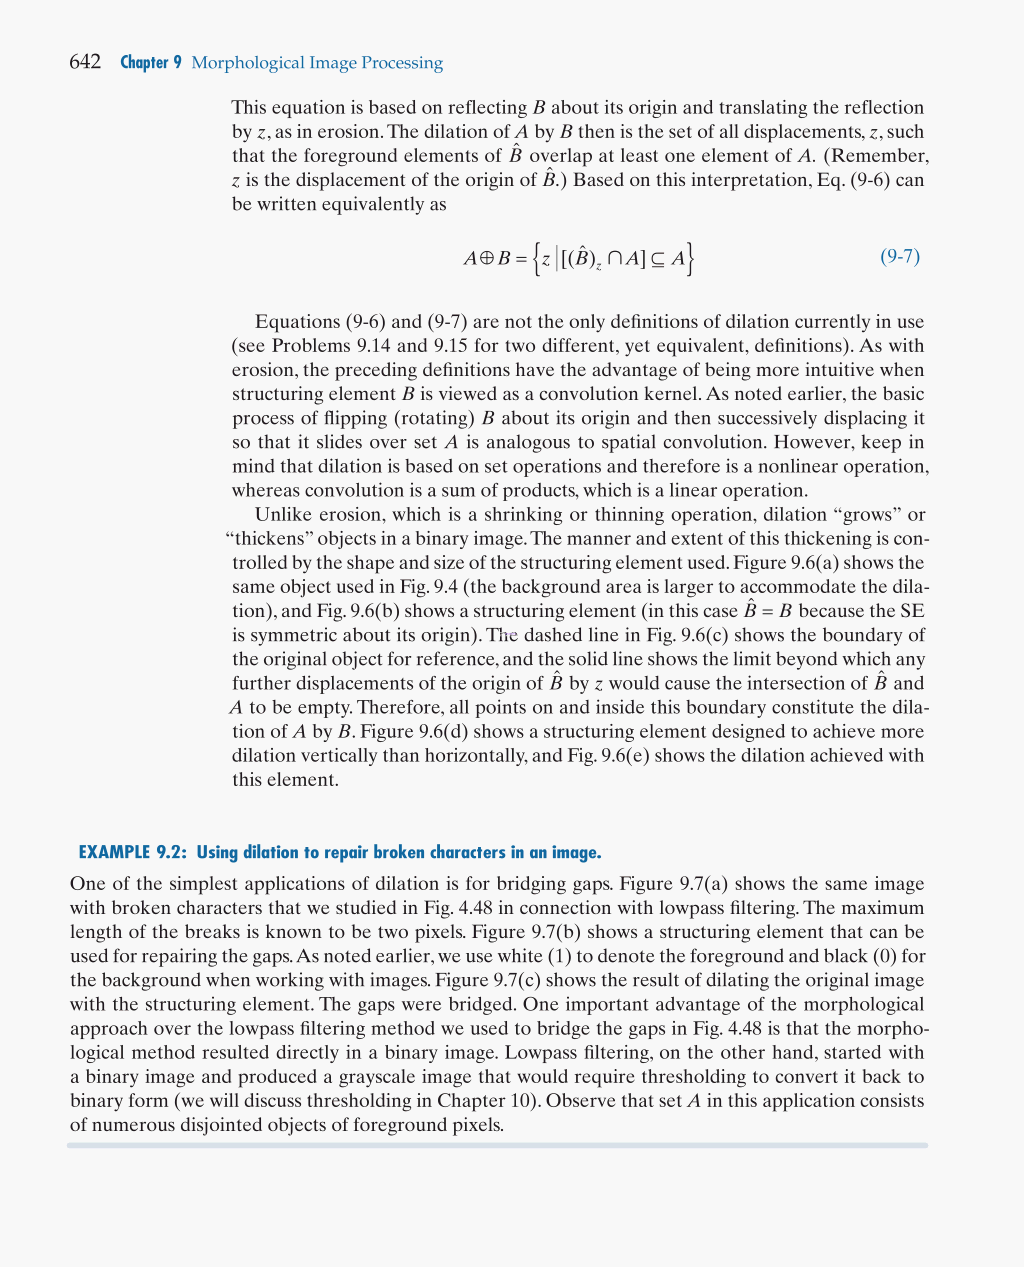 642 Chapter 9 Morphological Image Processing
This equation is based on reflecting B about its origin and translating the reflection
by z, as in erosion. The dilation of A by B then is the set of all displacements, z, such
that the foreground elements of B̂ overlap at least one element of A. (Remember,
z is the displacement of the origin of B̂.) Based on this interpretation, Eq. (9-6) can
be written equivalently as
A ⊕ B = {z | [(B̂)_z ∩ A] ⊆ A} (9-7)
Equations (9-6) and (9-7) are not the only definitions of dilation currently in use
(see Problems 9.14 and 9.15 for two different, yet equivalent, definitions). As with
erosion, the preceding definitions have the advantage of being more intuitive when
structuring element B is viewed as a convolution kernel. As noted earlier, the basic
process of flipping (rotating) B about its origin and then successively displacing it
so that it slides over set A is analogous to spatial convolution. However, keep in
mind that dilation is based on set operations and therefore is a nonlinear operation,
whereas convolution is a sum of products, which is a linear operation.
Unlike erosion, which is a shrinking or thinning operation, dilation “grows” or
“thickens” objects in a binary image. The manner and extent of this thickening is con-
trolled by the shape and size of the structuring element used. Figure 9.6(a) shows the
same object used in Fig. 9.4 (the background area is larger to accommodate the dila-
tion), and Fig. 9.6(b) shows a structuring element (in this case B̂ = B because the SE
is symmetric about its origin). The dashed line in Fig. 9.6(c) shows the boundary of
the original object for reference, and the solid line shows the limit beyond which any
further displacements of the origin of B̂ by z would cause the intersection of B̂ and
A to be empty. Therefore, all points on and inside this boundary constitute the dila-
tion of A by B. Figure 9.6(d) shows a structuring element designed to achieve more
dilation vertically than horizontally, and Fig. 9.6(e) shows the dilation achieved with
this element.
EXAMPLE 9.2: Using dilation to repair broken characters in an image.
One of the simplest applications of dilation is for bridging gaps. Figure 9.7(a) shows the same image
with broken characters that we studied in Fig. 4.48 in connection with lowpass filtering. The maximum
length of the breaks is known to be two pixels. Figure 9.7(b) shows a structuring element that can be
used for repairing the gaps. As noted earlier, we use white (1) to denote the foreground and black (0) for
the background when working with images. Figure 9.7(c) shows the result of dilating the original image
with the structuring element. The gaps were bridged. One important advantage of the morphological
approach over the lowpass filtering method we used to bridge the gaps in Fig. 4.48 is that the morpho-
logical method resulted directly in a binary image. Lowpass filtering, on the other hand, started with
a binary image and produced a grayscale image that would require thresholding to convert it back to
binary form (we will discuss thresholding in Chapter 10). Observe that set A in this application consists
of numerous disjointed objects of foreground pixels.